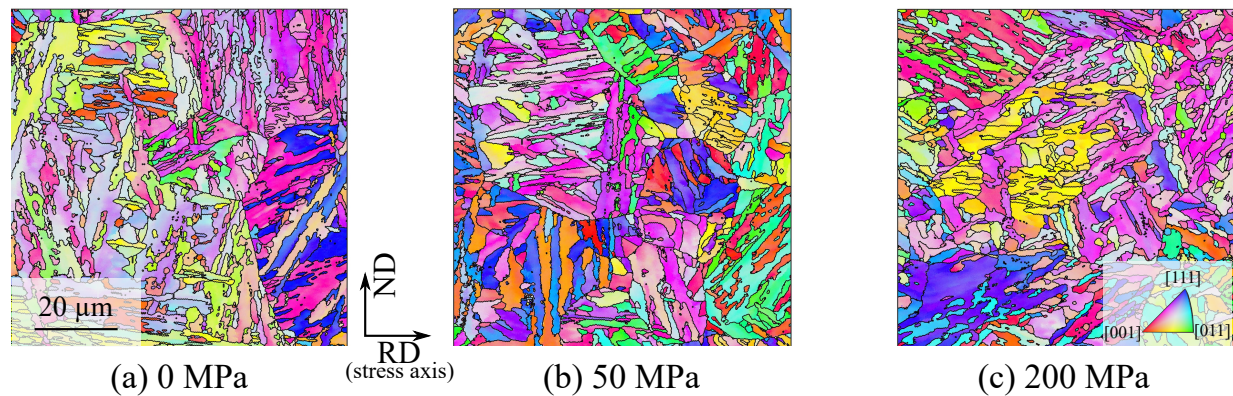 20 μm
ND
RD
(stress axis)
[111]
[001]
[011]
(a) 0 MPa
(b) 50 MPa
(c) 200 MPa